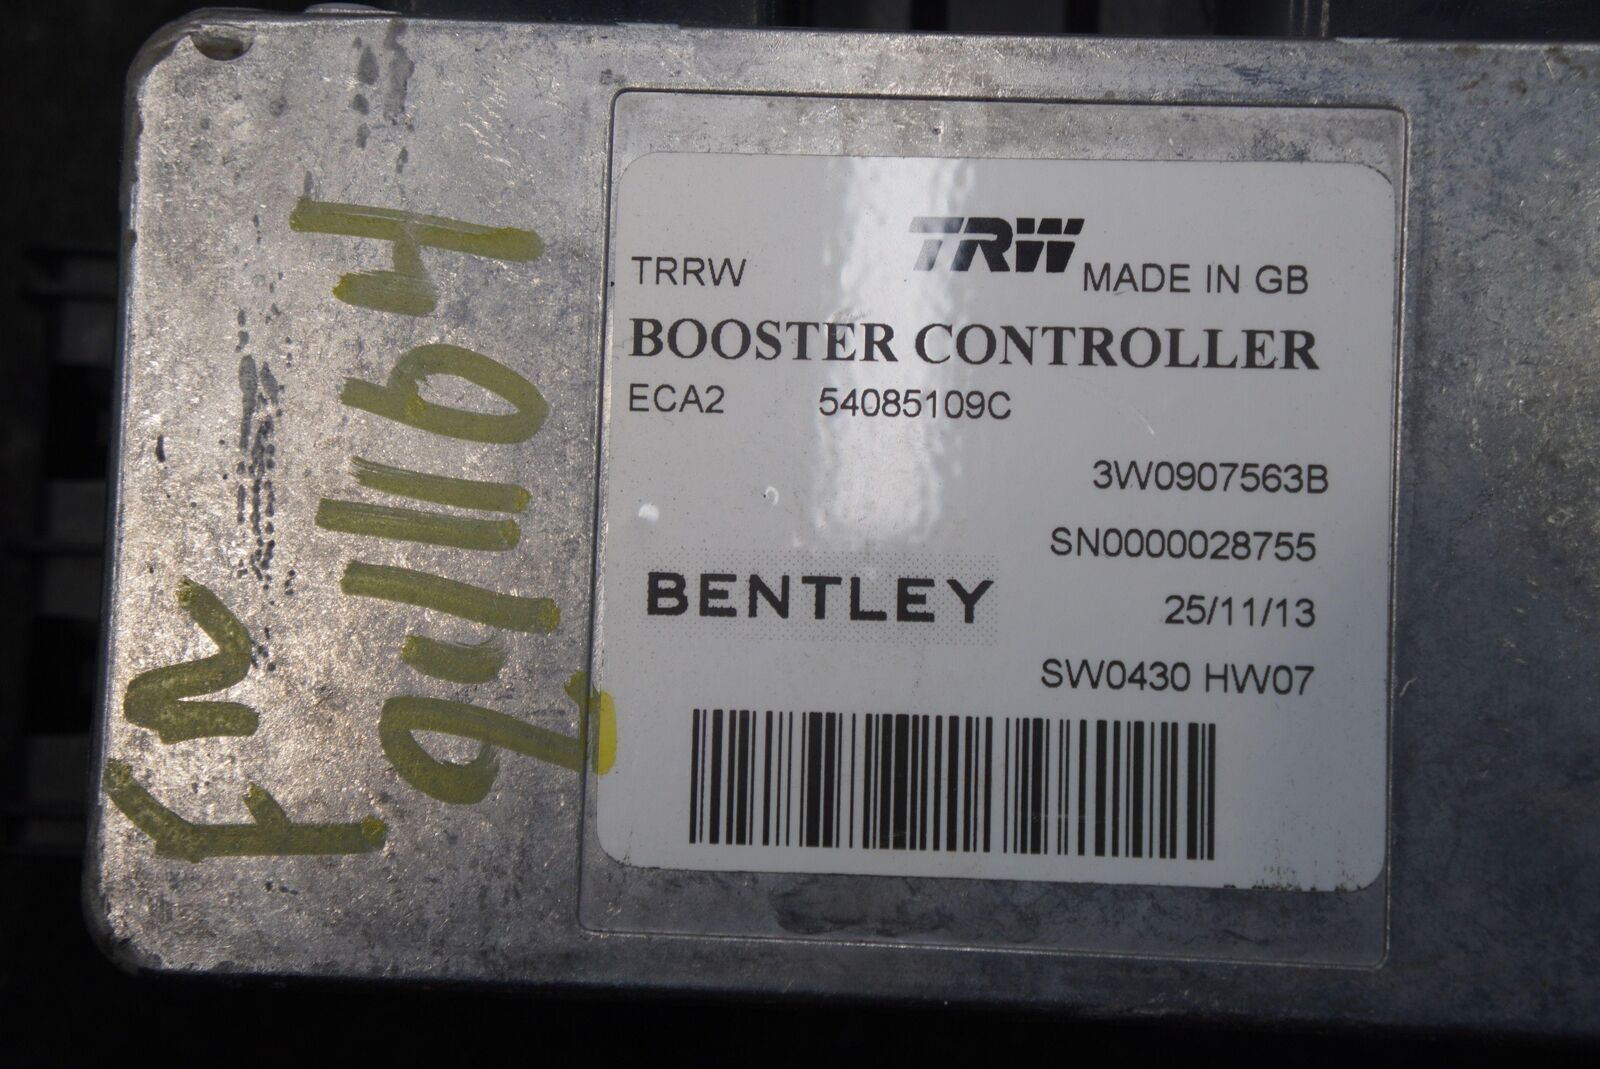 TRW
TRRW MADE IN GB
BOOSTER CONTROLLER
ECA2 54085109C
3W0907563B
SN0000028755
BENTLEY
25/11/13
SW0430 HW07